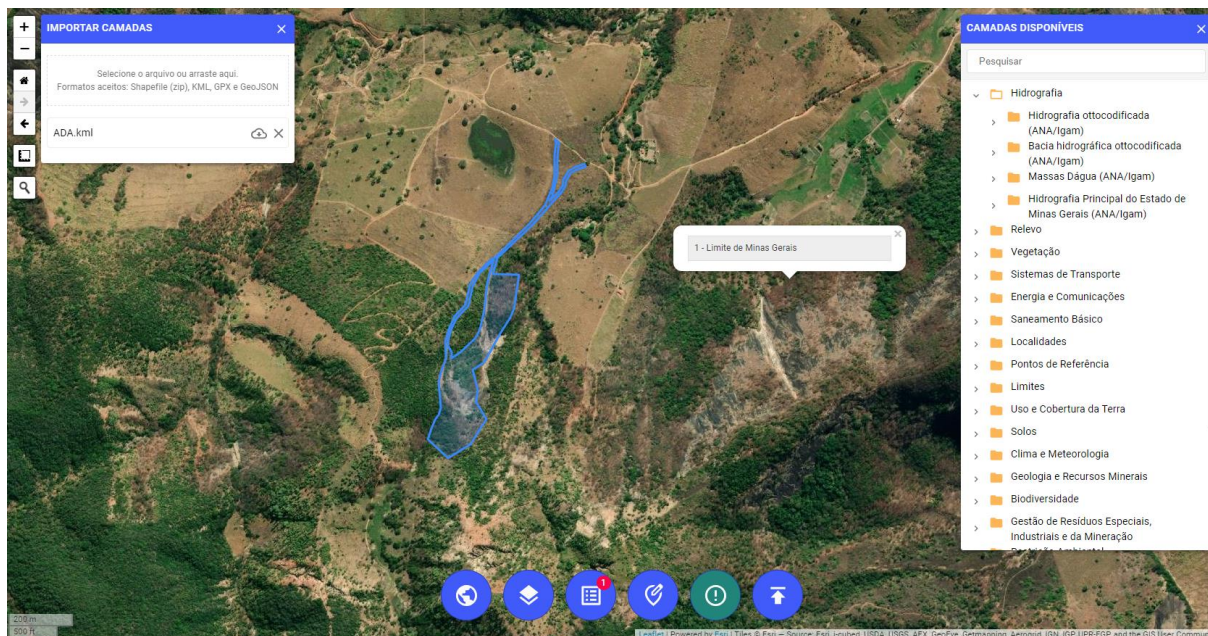 +
IMPORTAR CAMADAS
−
Selecione o arquivo ou arraste aqui.
Formatos aceitos: Shapefile (zip), KML, GPX e GeoJSON
ADA.kml
1 - Limite de Minas Gerais
CAMADAS DISPONÍVEIS
Pesquisar
Hidrografia
Hidrografia ottocodificada
(ANA/Igam)
Bacia hidrográfica ottocodificada
(ANA/Igam)
Massas Dágua (ANA/Igam)
Hidrografia Principal do Estado de
Minas Gerais (ANA/Igam)
Relevo
Vegetação
Sistemas de Transporte
Energia e Comunicações
Saneamento Básico
Localidades
Pontos de Referência
Limites
Uso e Cobertura da Terra
Solos
Clima e Meteorologia
Geologia e Recursos Minerais
Biodiversidade
Gestão de Resíduos Especiais,
Industriais e da Mineração
1
200 m
500 ft
Leaflet | Powered by Esri | Tiles © Esri — Source: Esri, i-cubed, USDA, USGS, AEX, GeoEye, Getmapping, Aerogrid, IGN, IGP, UPR-EGP, and the GIS User